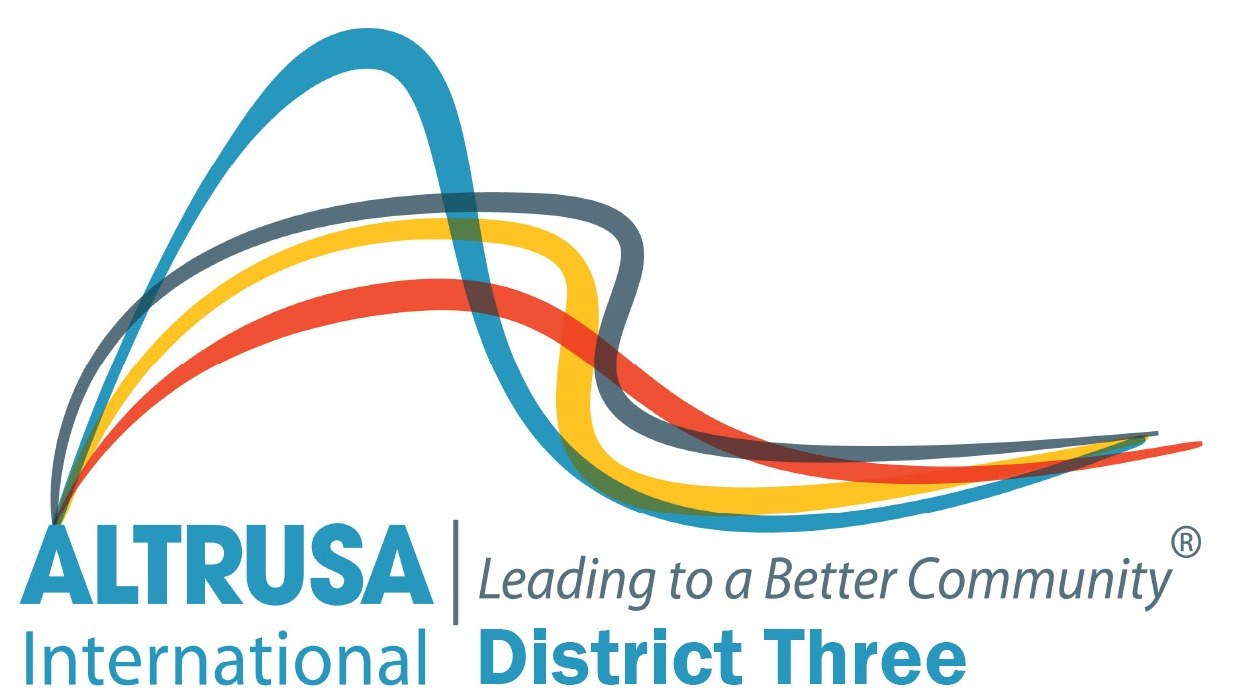 ALTRUSA
International
Leading to a Better Community®
District Three